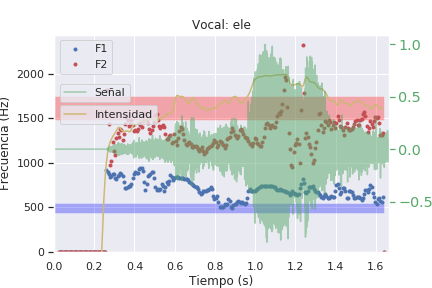 Vocal: ele
F1
F2
Señal
Intensidad
Frecuencia (Hz)
2000
1500
1000
500
0
1.0
0.5
0.0
−0.5
0.0 0.2 0.4 0.6 0.8 1.0 1.2 1.4 1.6
Tiempo (s)